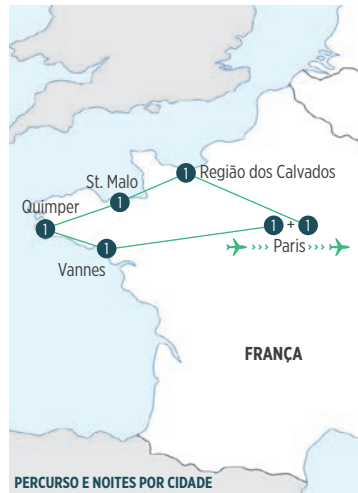 1
Região dos Calvados
St. Malo
1
Quimper
1
1
Vannes
1 + 1
›››› Paris ››››
FRANÇA
PERCURSO E NOITES POR CIDADE